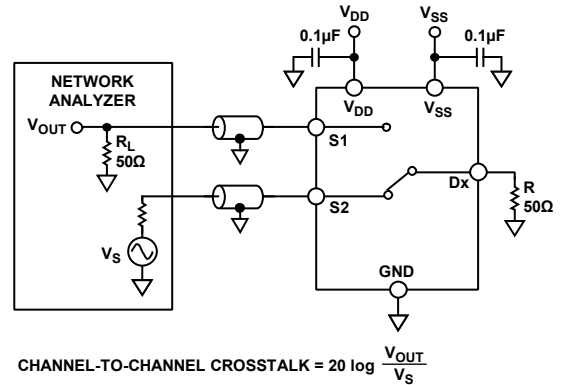 VDD
VSS
0.1µF
0.1µF
NETWORK
ANALYZER
VDD
VSS
VOUT
RL
50Ω
S1
S2
Dx
R
50Ω
VS
GND
CHANNEL-TO-CHANNEL CROSSTALK = 20 log VOUT
VS